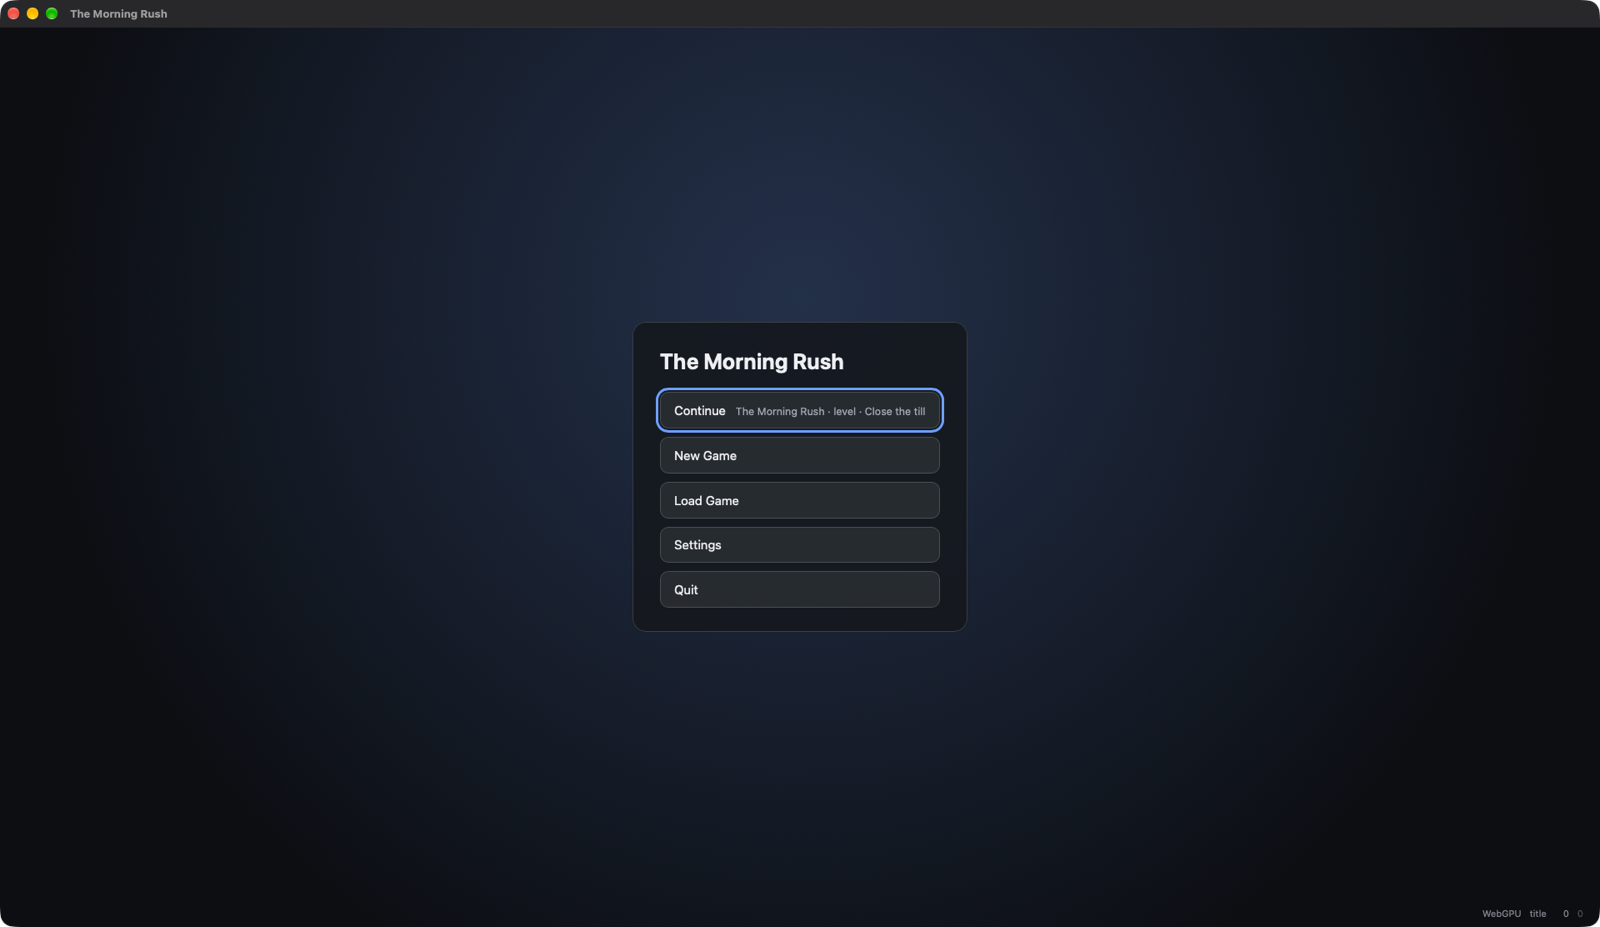 The Morning Rush
The Morning Rush
Continue The Morning Rush · level · Close the till
New Game
Load Game
Settings
Quit
WebGPU title 0 0